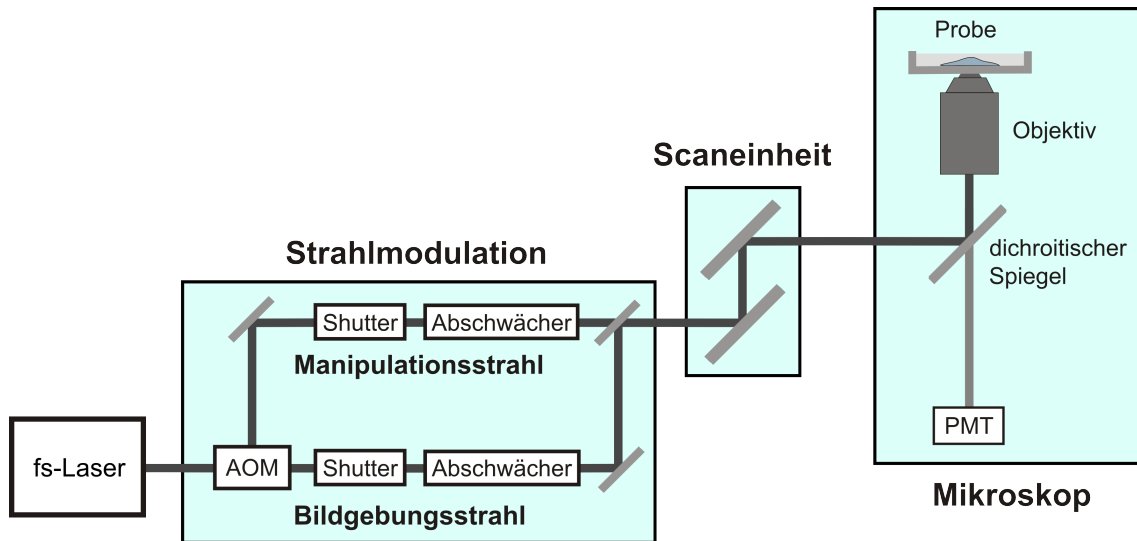 Probe
Objektiv
Scaneinheit
dichroitischer
Spiegel
Strahlmodulation
Shutter
Abschwächer
Manipulationsstrahl
fs-Laser
AOM
Shutter
Abschwächer
Bildgebungsstrahl
PMT
Mikroskop